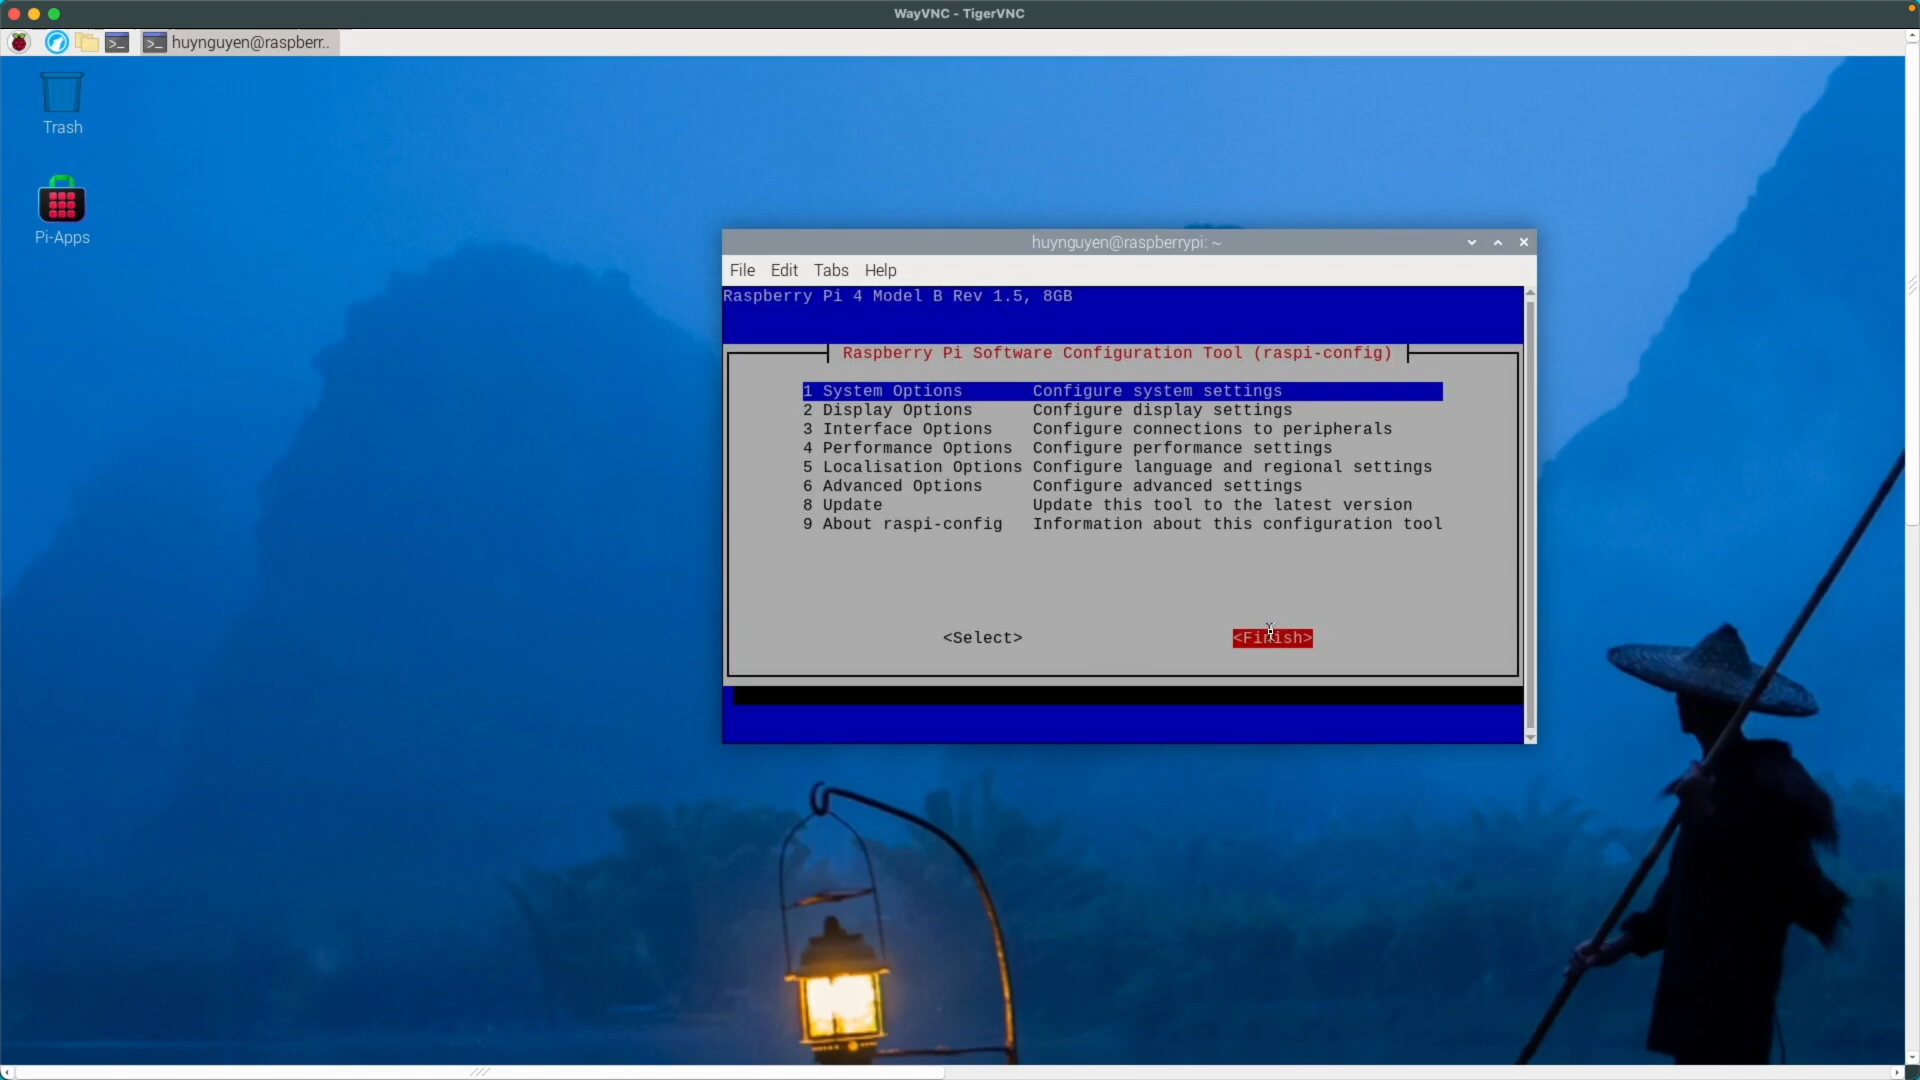 WayVNC - TigerVNC
huynguyen@raspberr..
Trash
Pi-Apps
huynguyen@raspberrypi: ~
File Edit Tabs Help
Raspberry Pi 4 Model B Rev 1.5, 8GB
Raspberry Pi Software Configuration Tool (raspi-config)
1 System Options Configure system settings
2 Display Options Configure display settings
3 Interface Options Configure connections to peripherals
4 Performance Options Configure performance settings
5 Localisation Options Configure language and regional settings
6 Advanced Options Configure advanced settings
8 Update Update this tool to the latest version
9 About raspi-config Information about this configuration tool
<Select> <Finish>